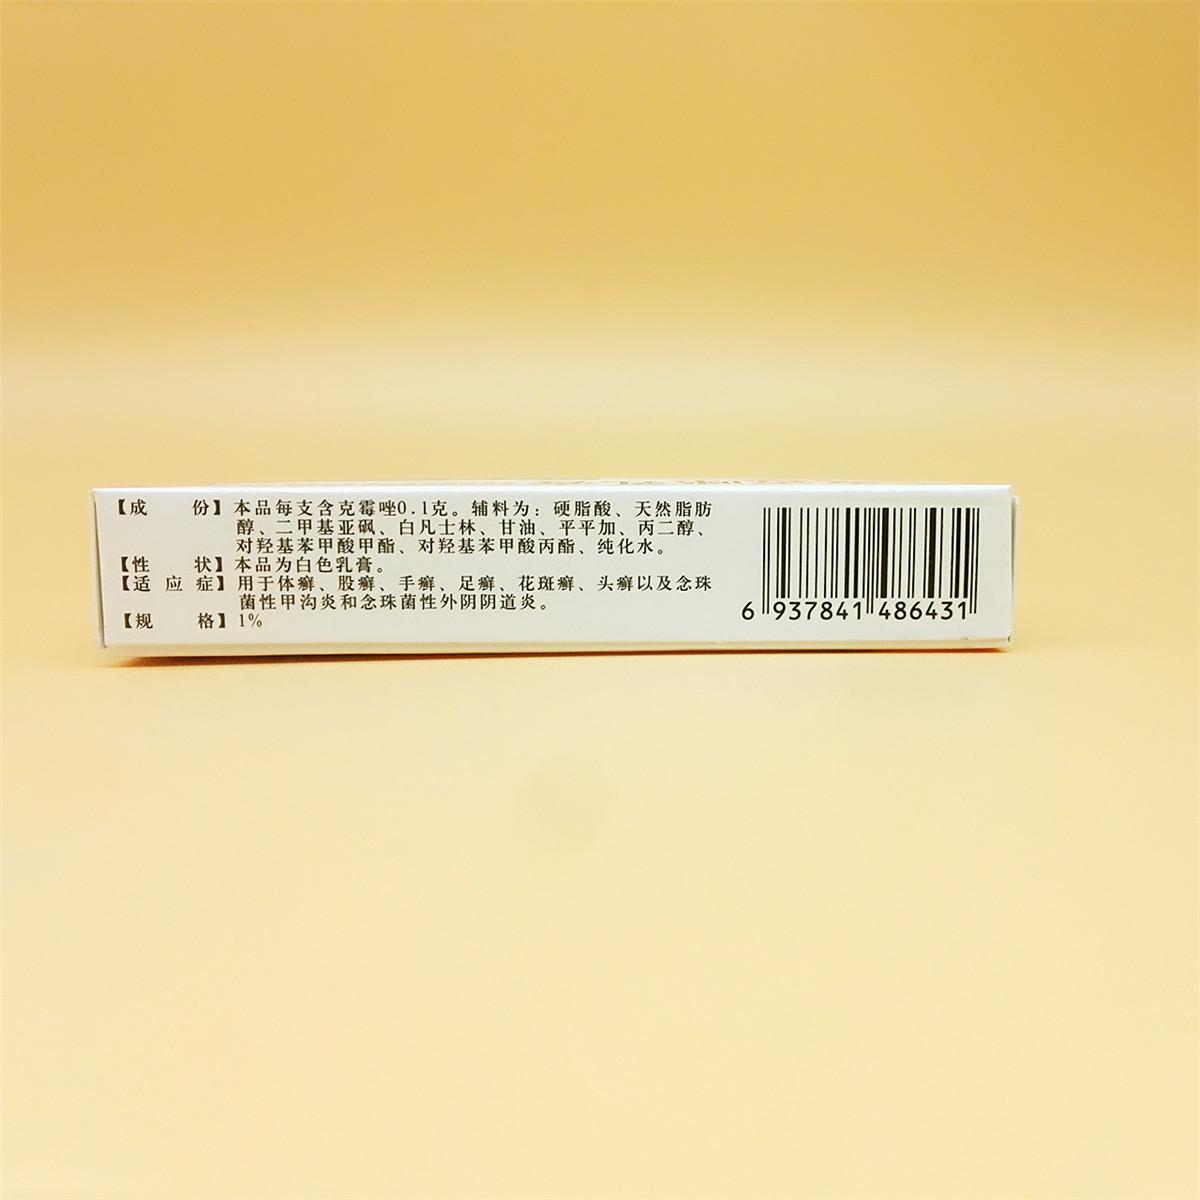 【成 份】本品每支含克霉唑0.1克。辅料为：硬脂酸、天然脂肪
醇、二甲基亚砜、白凡士林、甘油、平平加、丙二醇、
对羟基苯甲酸甲酯、对羟基苯甲酸丙酯、纯化水。
【性 状】本品为白色乳膏。
【适 应 症】用于体癣、股癣、手癣、足癣、花斑癣、头癣以及念珠
菌性甲沟炎和念珠菌性外阴阴道炎。
【规 格】1%
6 937841 486431